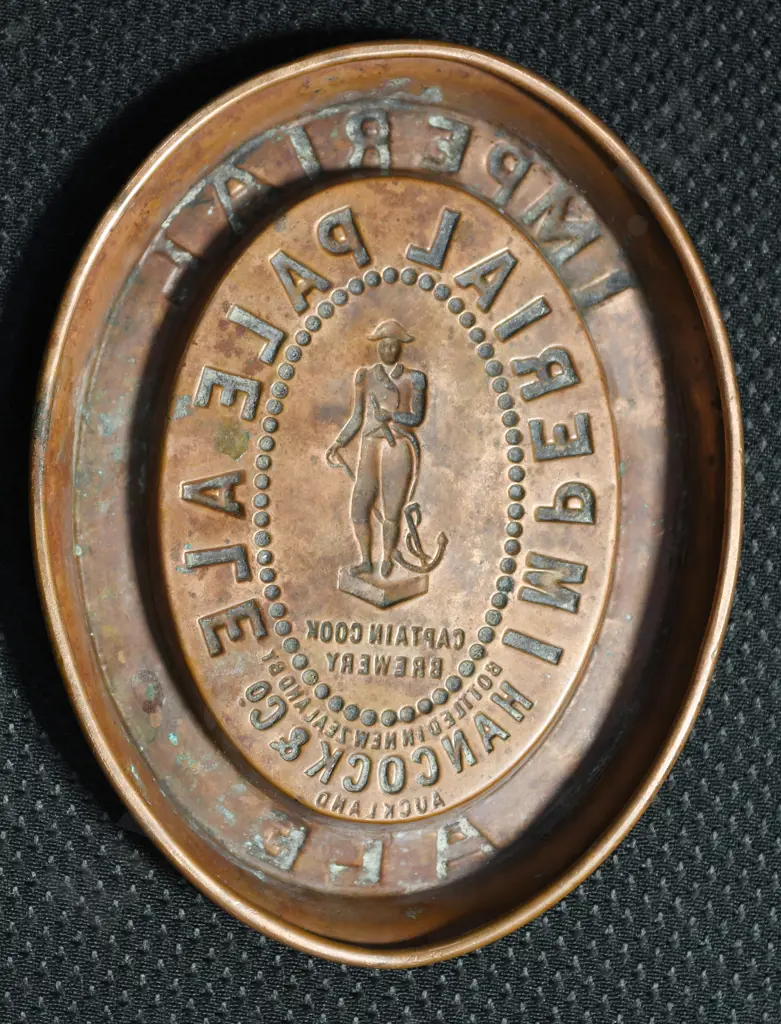 IMPERIAL
ALE
IMPERIAL PALE ALE
CAPTAIN COOK
BREWERY
BOTTLED IN NEW ZEALAND BY
HANCOCK & CO.
AUCKLAND